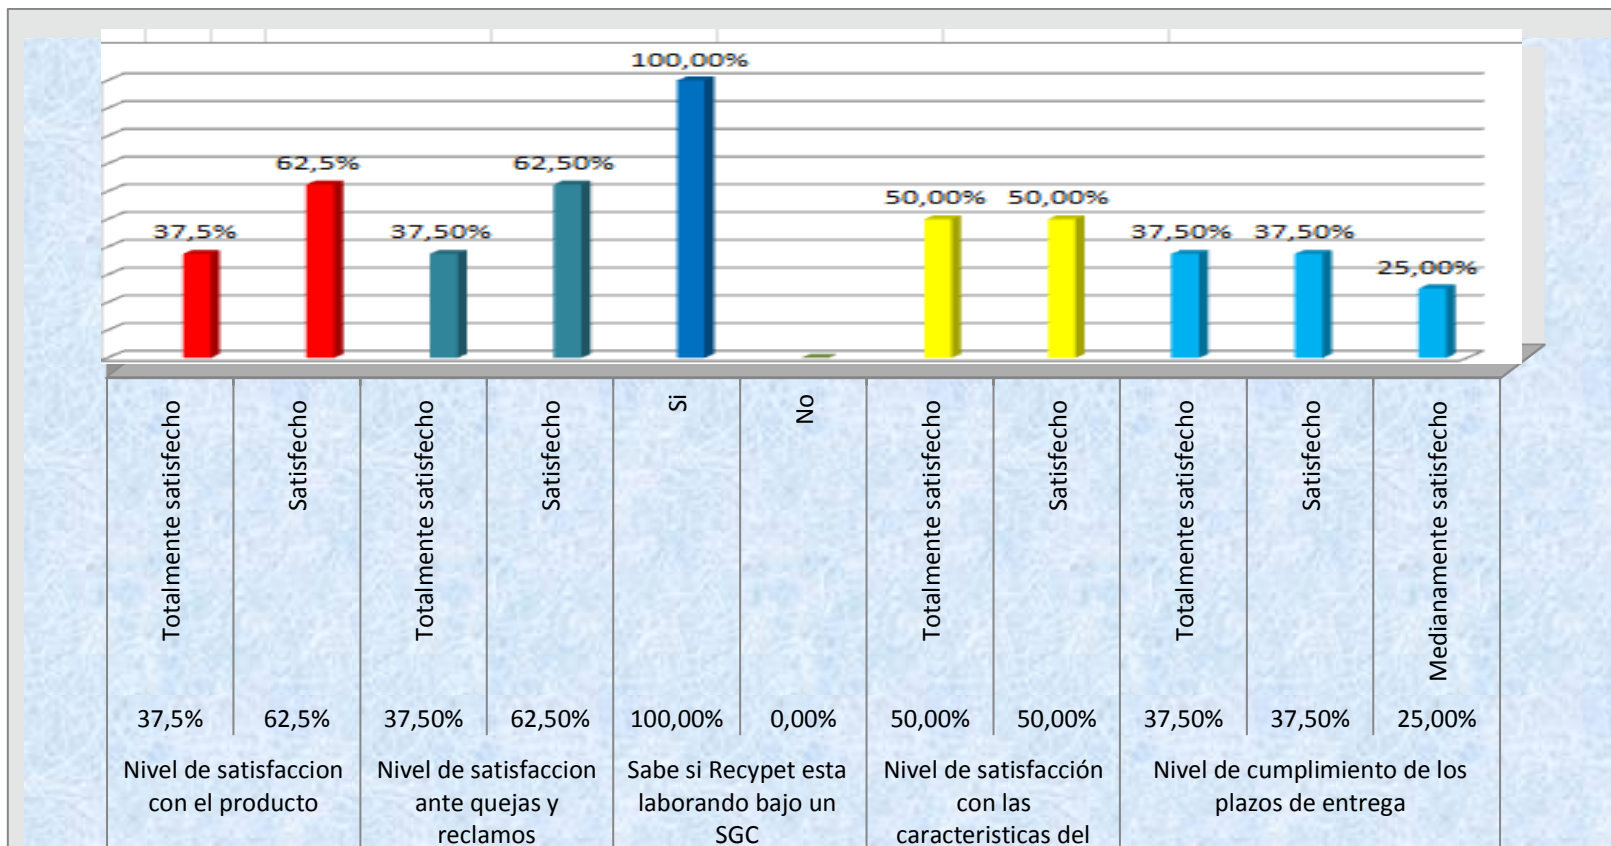 100,00%
62,5%
62,50%
50,00%
50,00%
37,5%
37,50%
37,50%
37,50%
25,00%
Totalmente satisfecho
Satisfecho
Totalmente satisfecho
Satisfecho
Si
No
Totalmente satisfecho
Satisfecho
Totalmente satisfecho
Satisfecho
Medianamente satisfecho
37,5%
62,5%
37,50%
62,50%
100,00%
0,00%
50,00%
50,00%
37,50%
37,50%
25,00%
Nivel de satisfaccion
con el producto
Nivel de satisfaccion
ante quejas y
reclamos
Sabe si Recypet esta
laborando bajo un
SGC
Nivel de satisfacción
con las
caracteristicas del
Nivel de cumplimiento de los
plazos de entrega